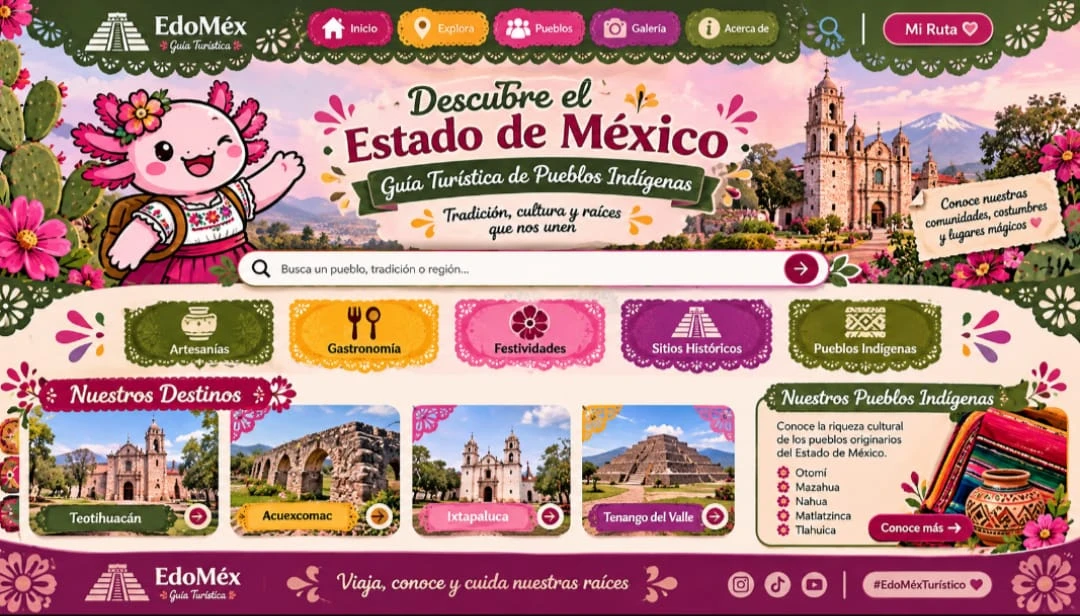 EdoMéx
Guía Turística
Inicio
Explora
Pueblos
Galería
Acerca de
Mi Ruta
Descubre el
Estado de México
Guía Turística de Pueblos Indígenas
Tradición, cultura y raíces
que nos unen
Conoce nuestras
comunidades, costumbres
y lugares mágicos
Busca un pueblo, tradición o región...
Artesanías
Gastronomía
Festividades
Sitios Históricos
Pueblos Indígenas
Nuestros Destinos
Teotihuacán
Acuexcomac
Ixtapaluca
Tenango del Valle
Nuestros Pueblos Indígenas
Conoce la riqueza cultural
de los pueblos originarios
del Estado de México.
Otomí
Mazahua
Nahua
Matlatzinca
Tlahuica
Conoce más
EdoMéx
Guía Turística
Viaja, conoce y cuida nuestras raíces
#EdoMéxTurístico